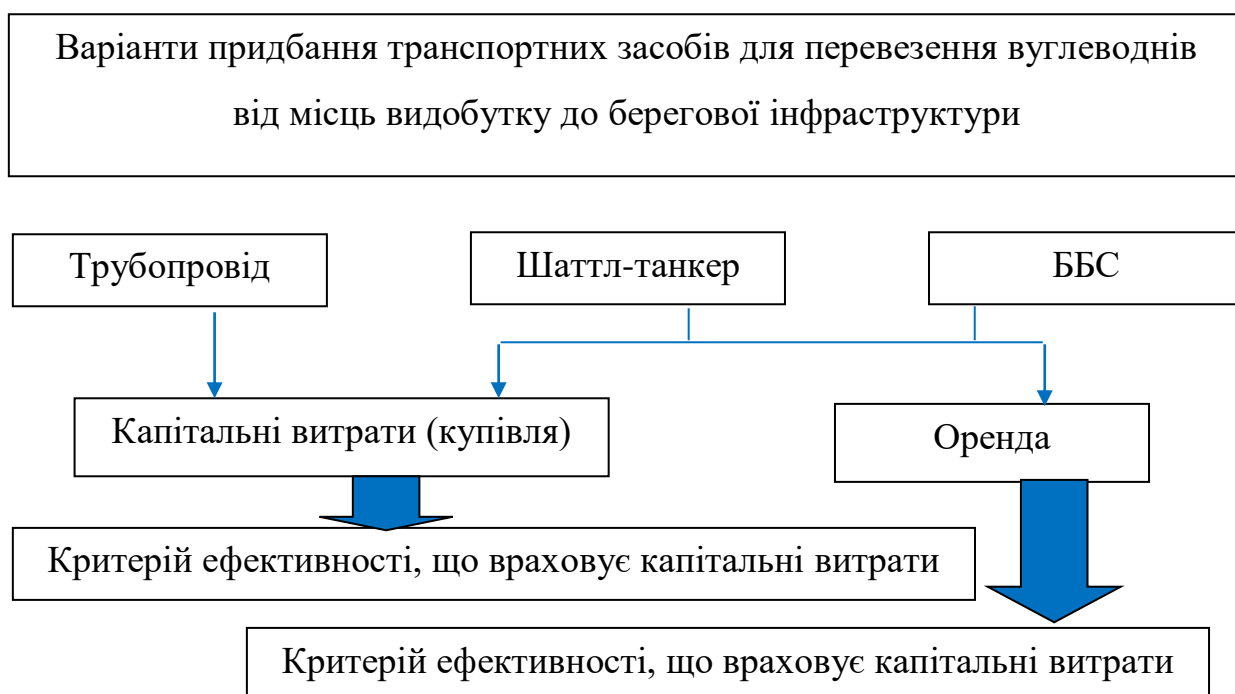 Варіанти придбання транспортних засобів для перевезення вуглеводнів
від місць видобутку до берегової інфраструктури
Трубопровід
Шаттл-танкер
ББС
Капітальні витрати (купівля)
Оренда
Критерій ефективності, що враховує капітальні витрати
Критерій ефективності, що враховує капітальні витрати